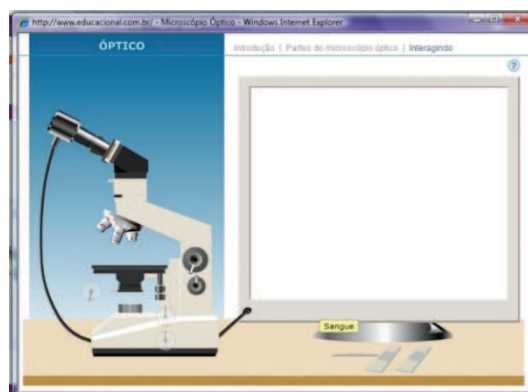 http://www.educacional.com.br/ - Microscópio Óptico - Windows Internet Explorer
ÓPTICO
Introdução | Partes do microscópio óptico | Interagindo
?
Sangue